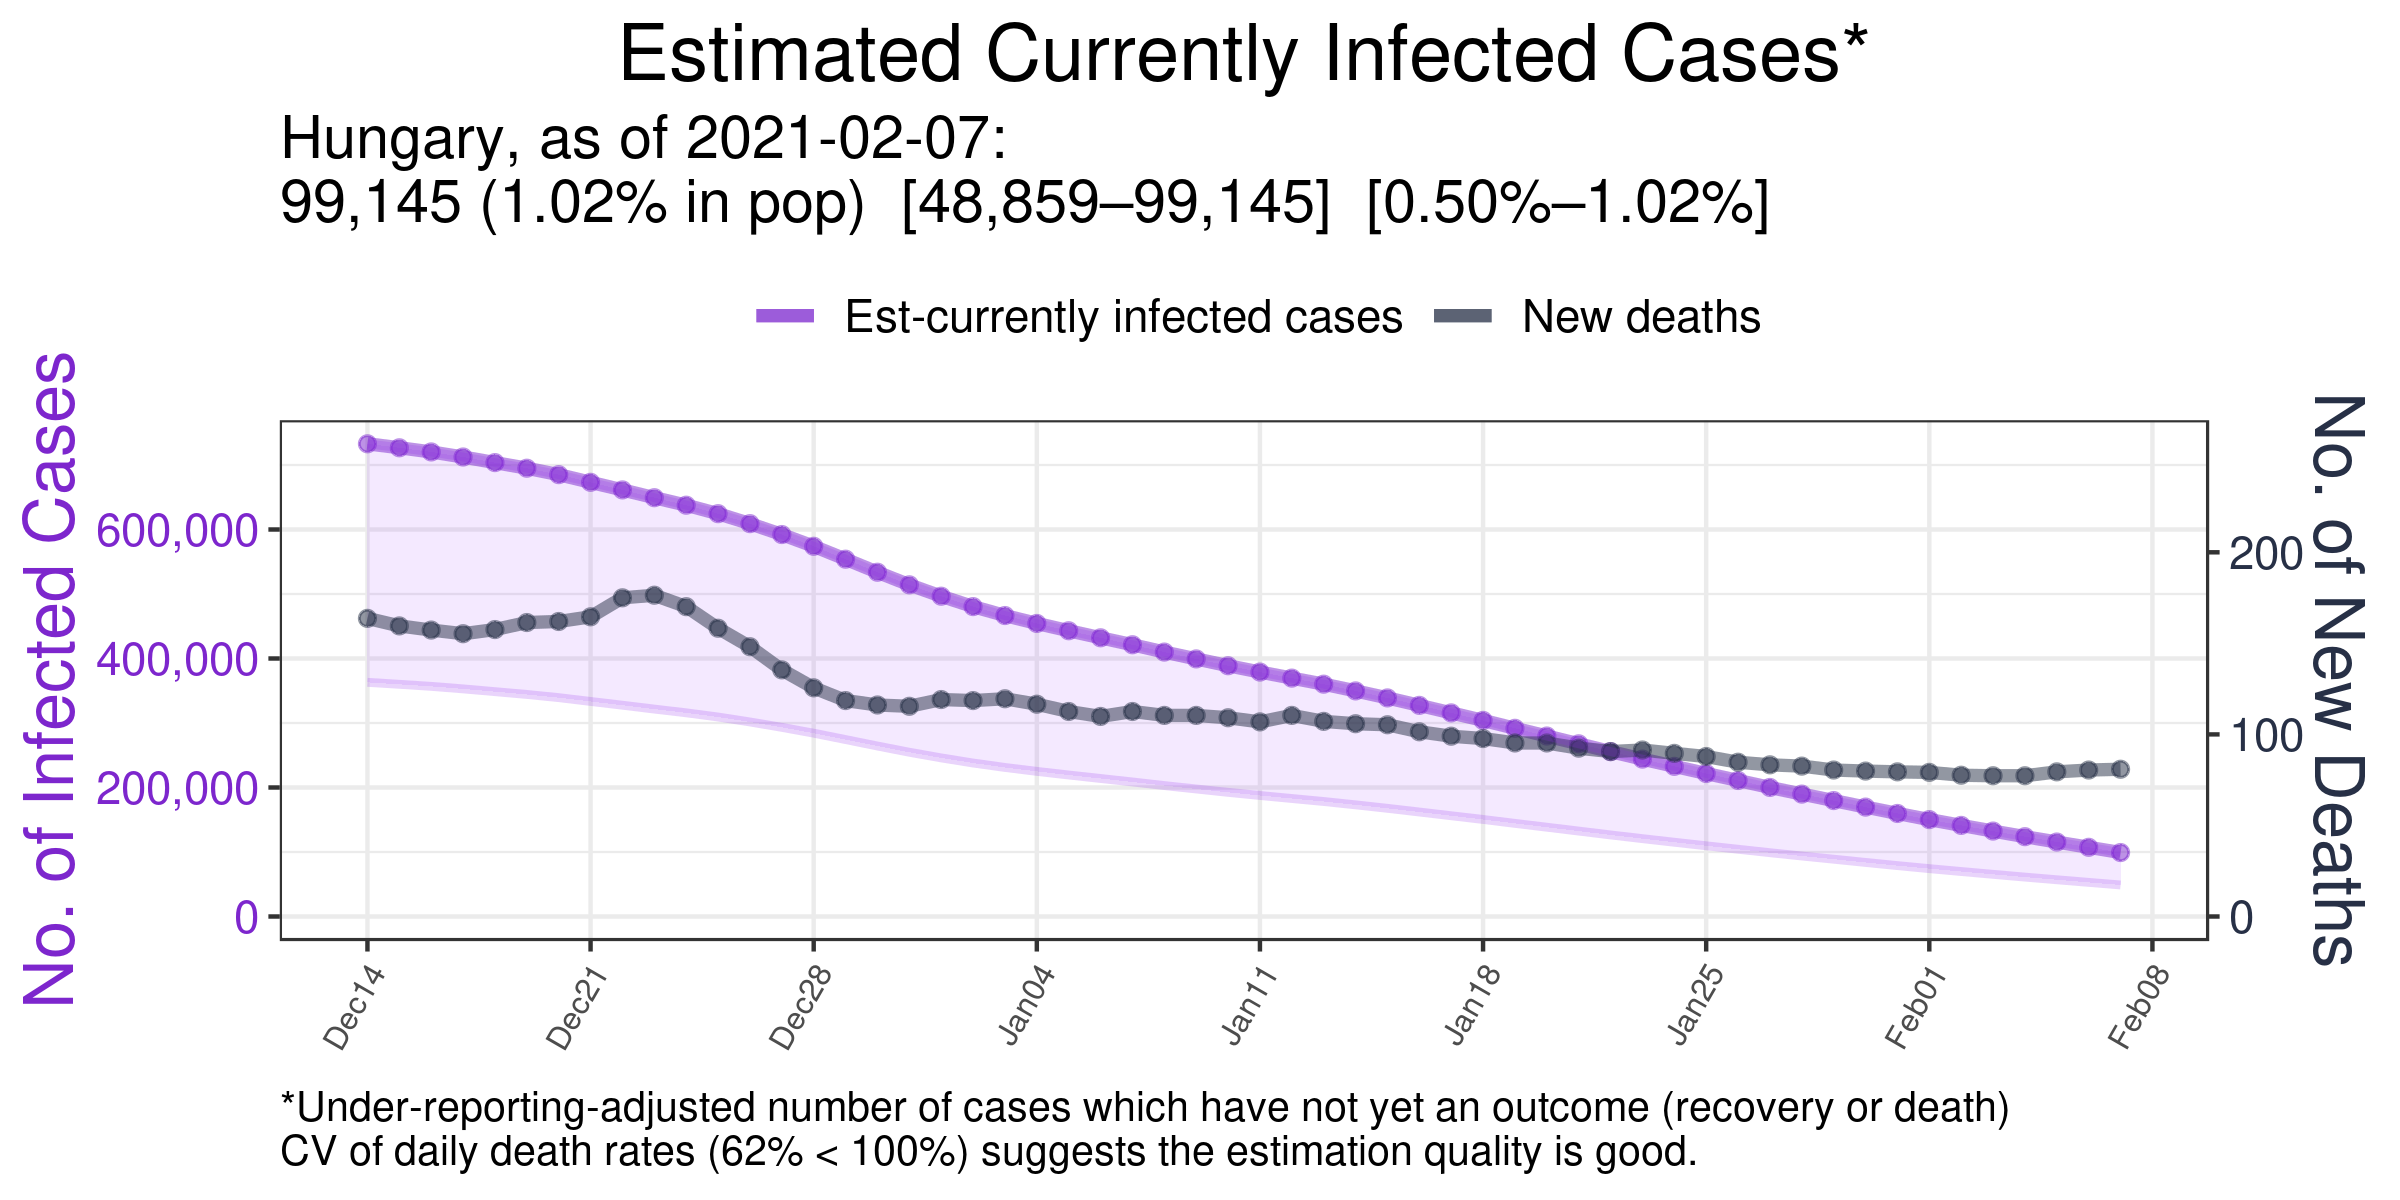 Estimated Currently Infected Cases*
Hungary, as of 2021-02-07:
99,145 (1.02% in pop)  [48,859–99,145]  [0.50%–1.02%]
Est-currently infected cases
New deaths
No. of Infected Cases
600,000
400,000
200,000
0
200
100
0
No. of New Deaths
Dec14
Dec21
Dec28
Jan04
Jan11
Jan18
Jan25
Feb01
Feb08
*Under-reporting-adjusted number of cases which have not yet an outcome (recovery or death)
CV of daily death rates (62% < 100%) suggests the estimation quality is good.